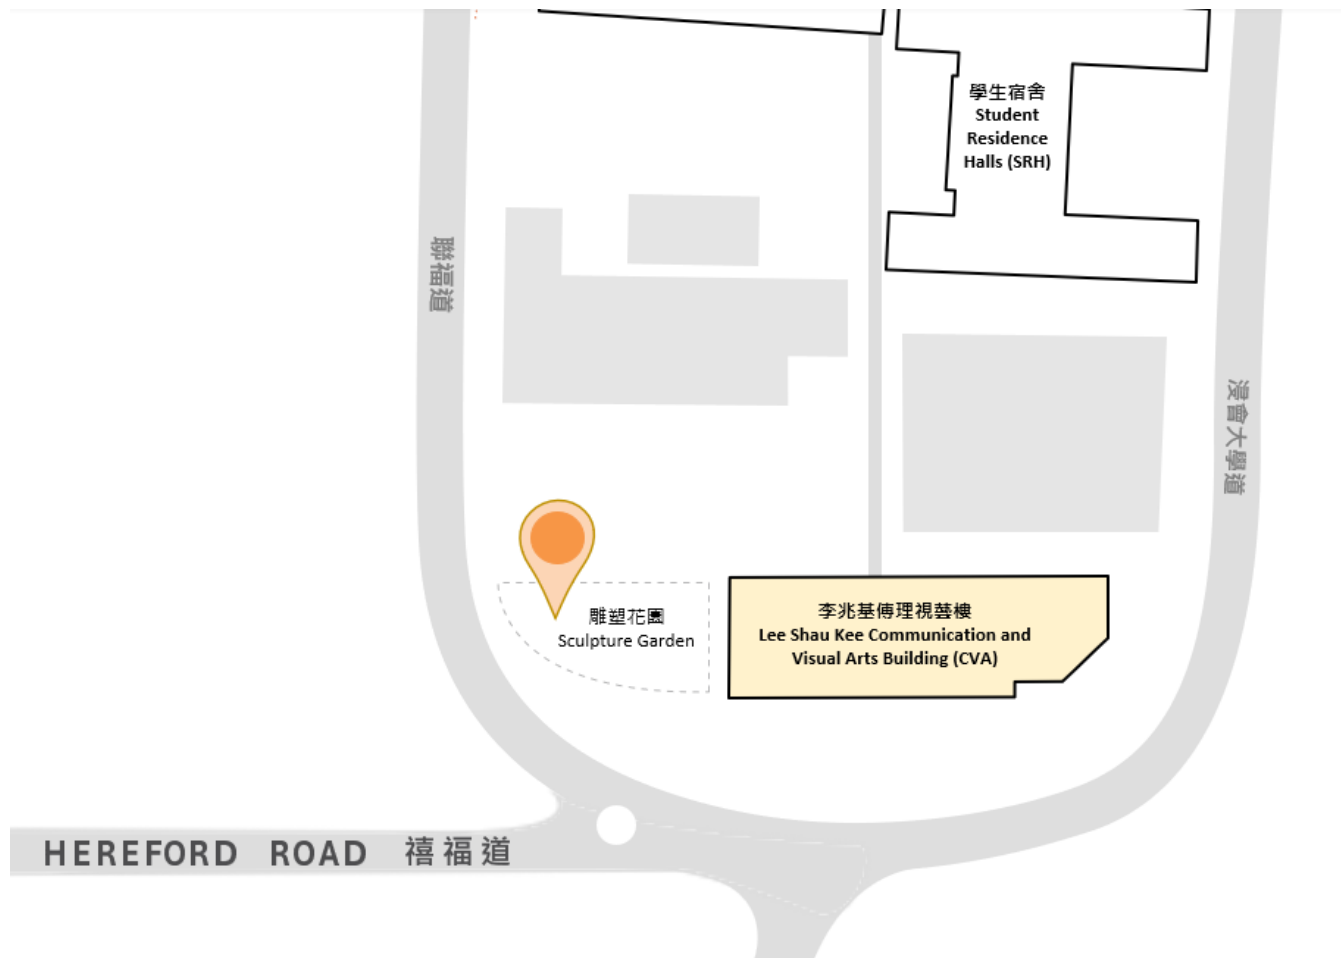 學生宿舍
Student
Residence
Halls (SRH)
聯福道
浸會大學道
雕塑花園
Sculpture Garden
李兆基傳理視藝樓
Lee Shau Kee Communication and
Visual Arts Building (CVA)
HEREFORD ROAD 禧福道